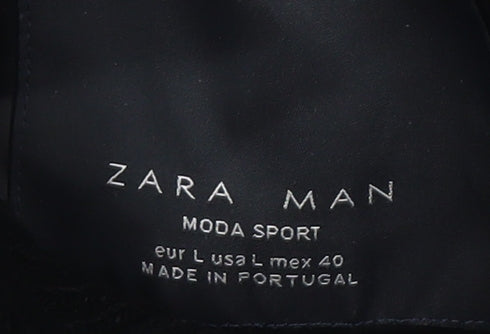 ZARA MAN
MODA SPORT
eur L usa L mex 40
MADE IN PORTUGAL